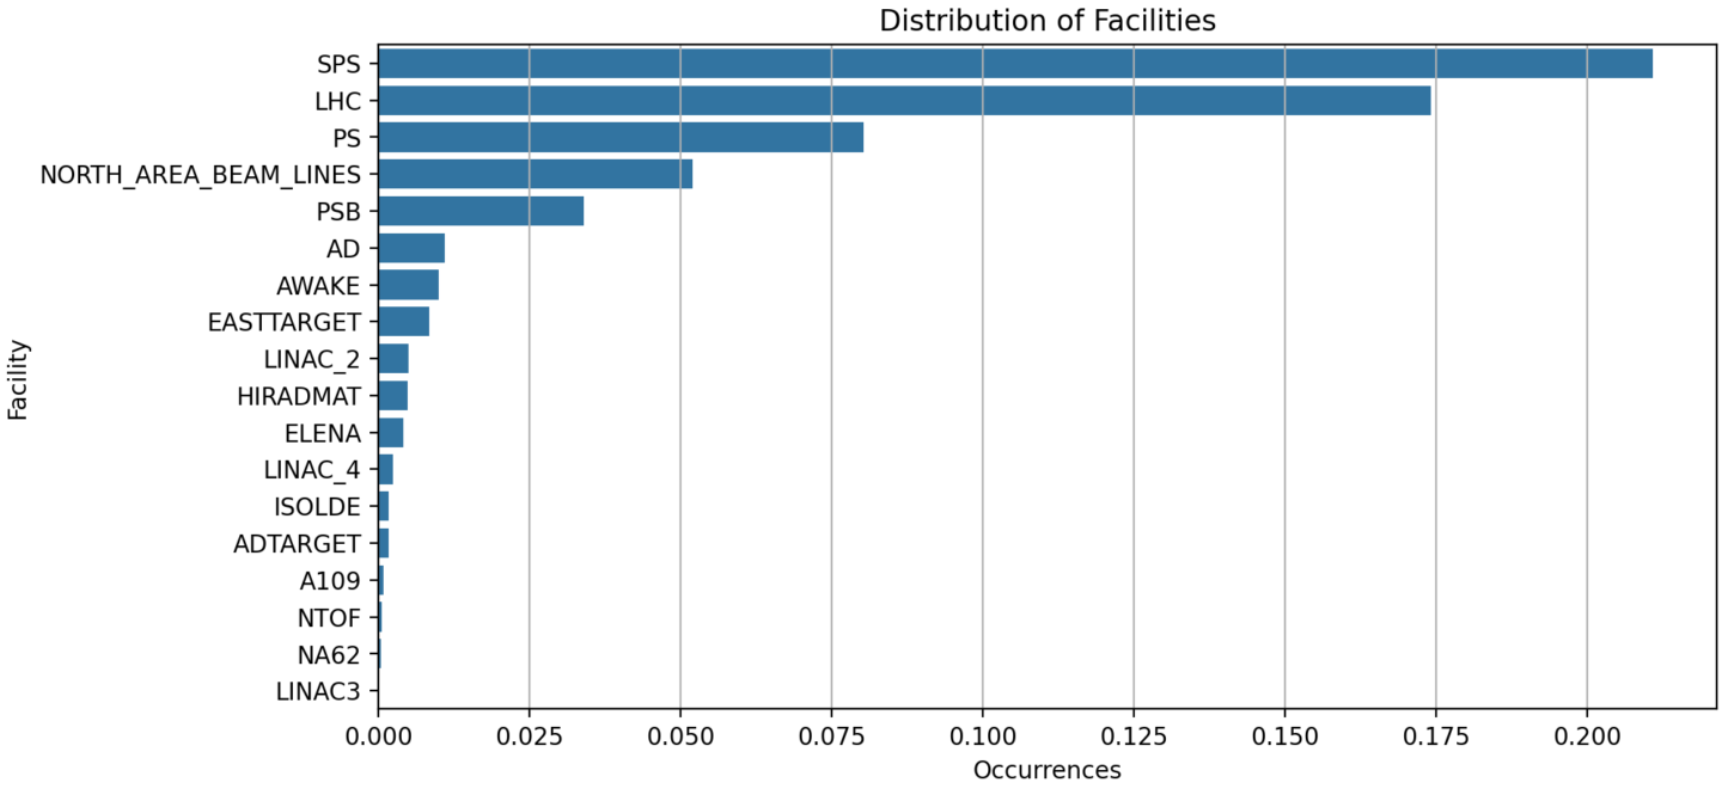 Distribution of Facilities
SPS
LHC
PS
NORTH_AREA_BEAM_LINES
PSB
AD
AWAKE
EASTTARGET
LINAC_2
HIRADMAT
ELENA
LINAC_4
ISOLDE
ADTARGET
A109
NTOF
NA62
LINAC3
Facility
0.000 0.025 0.050 0.075 0.100 0.125 0.150 0.175 0.200
Occurrences